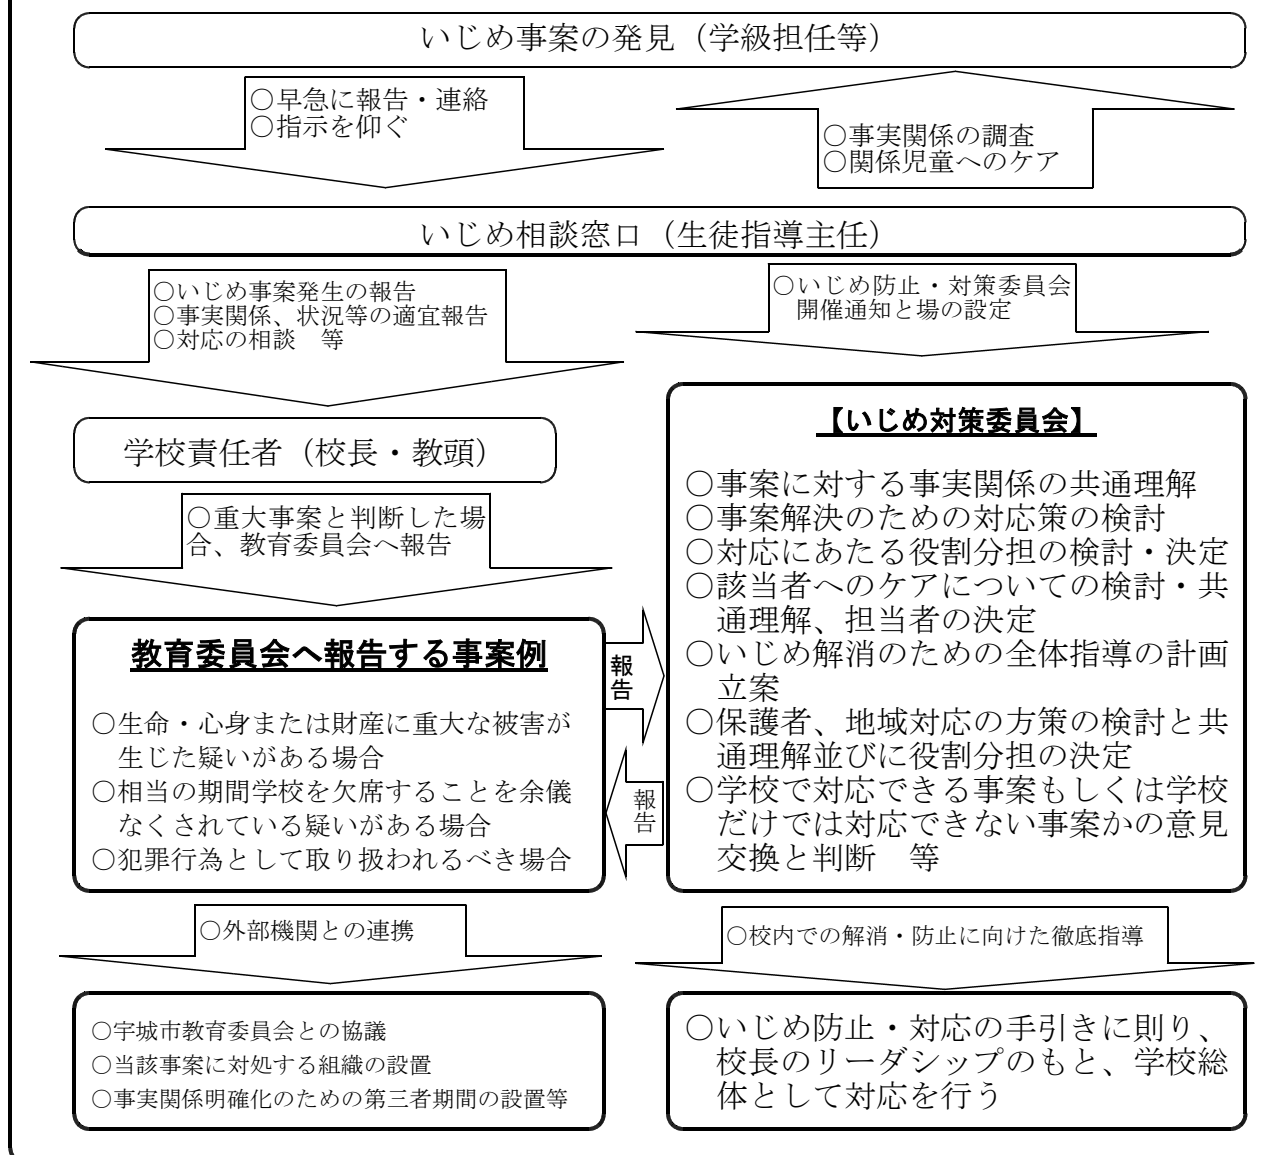 いじめ事案の発見（学級担任等）
○早急に報告・連絡
○指示を仰ぐ
○事実関係の調査
○関係児童へのケア
いじめ相談窓口（生徒指導主任）
○いじめ事案発生の報告
○事実関係、状況等の適宜報告
○対応の相談　等
○いじめ防止・対策委員会
開催通知と場の設定
学校責任者（校長・教頭）
○重大事案と判断した場
合、教育委員会へ報告
教育委員会へ報告する事案例
○生命・心身または財産に重大な被害が
生じた疑いがある場合
○相当の期間学校を欠席することを余儀
なくされている疑いがある場合
○犯罪行為として取り扱われるべき場合
報告
報告
【いじめ対策委員会】
○事案に対する事実関係の共通理解
○事案解決のための対応策の検討
○対応にあたる役割分担の検討・決定
○該当者へのケアについての検討・共
通理解、担当者の決定
○いじめ解消のための全体指導の計画
立案
○保護者、地域対応の方策の検討と共
通理解並びに役割分担の決定
○学校で対応できる事案もしくは学校
だけでは対応できない事案かの意見
交換と判断　等
○外部機関との連携
○校内での解消・防止に向けた徹底指導
○宇城市教育委員会との協議
○当該事案に対処する組織の設置
○事実関係明確化のための第三者期間の設置等
○いじめ防止・対応の手引きに則り、
校長のリーダシップのもと、学校総
体として対応を行う